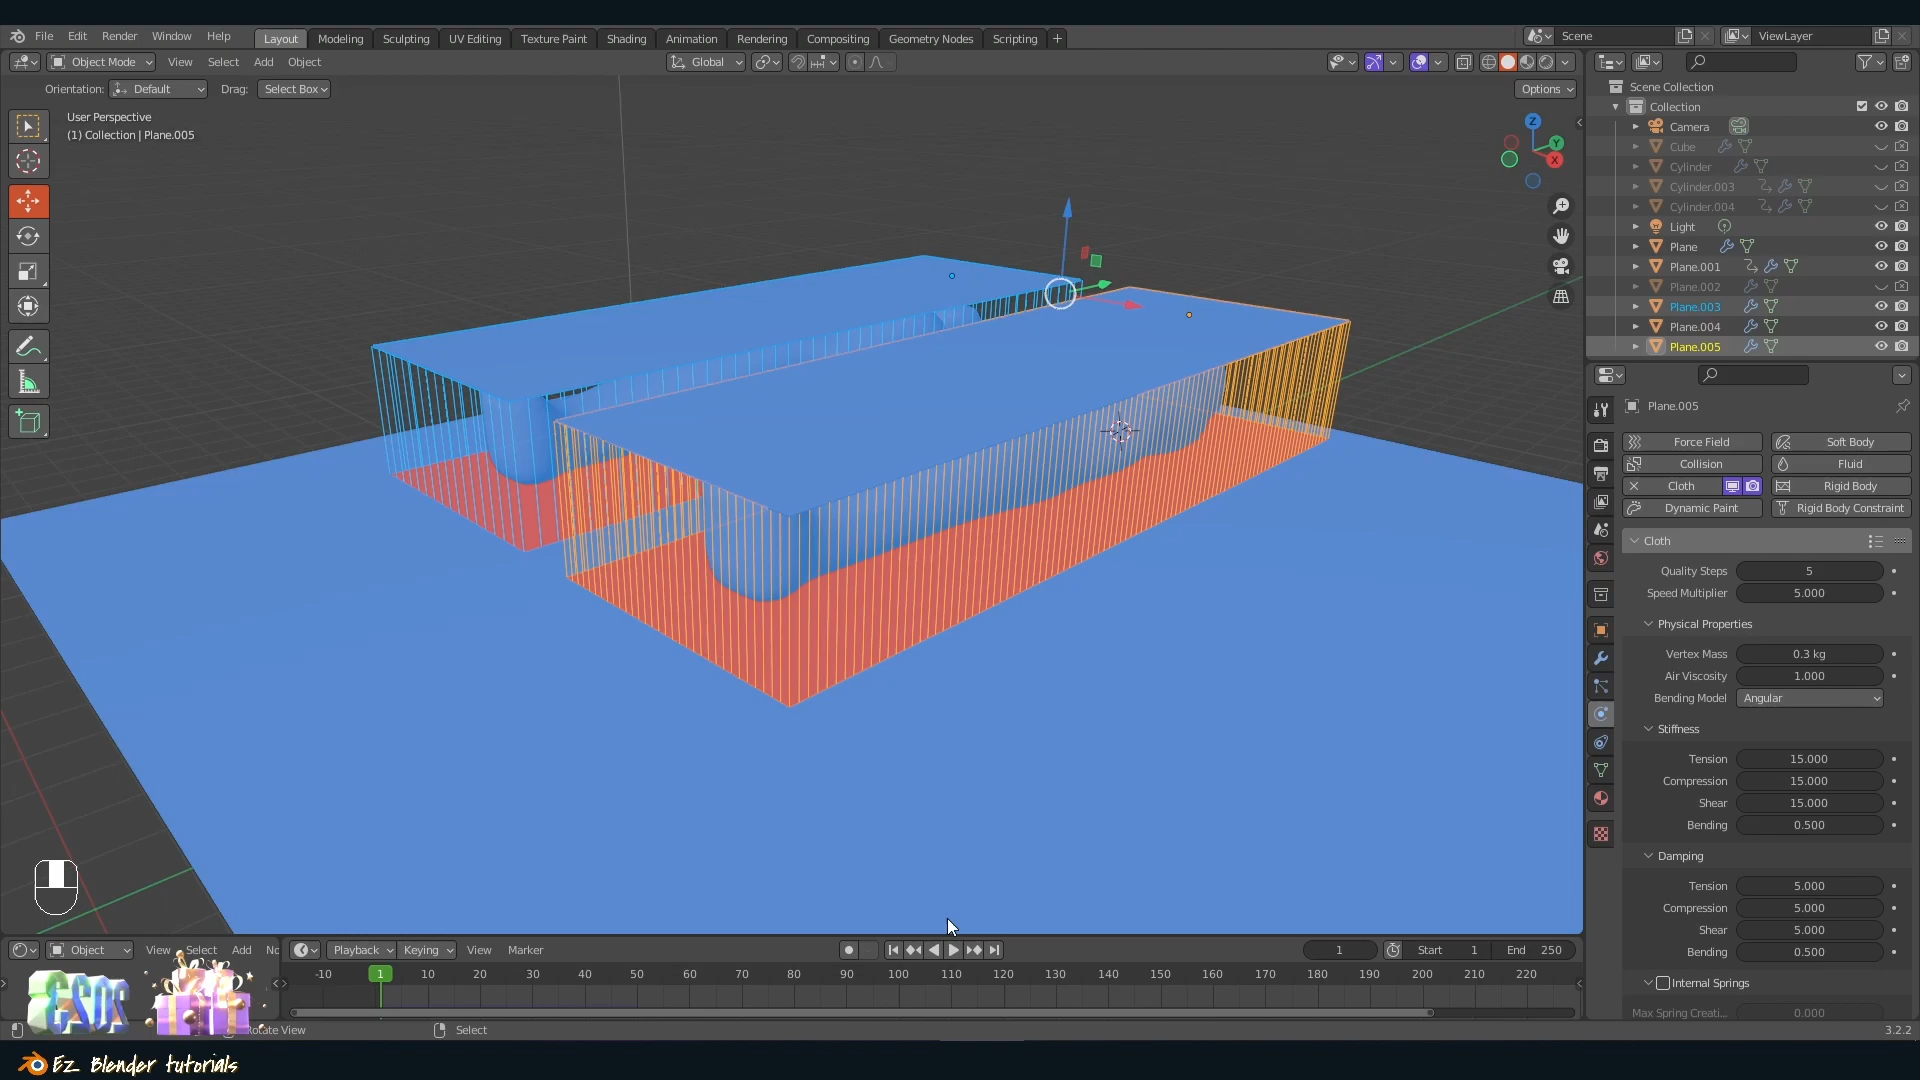 File Edit Render Window Help Layout Modeling Sculpting UV Editing Texture Paint Shading Animation Rendering Compositing Geometry Nodes Scripting + Scene ViewLayer
Object Mode View Select Add Object Global
Orientation: Default Drag: Select Box Options
User Perspective
(1) Collection | Plane.005
Z
Y
X
Scene Collection
Collection
Camera
Cube
Cylinder
Cylinder.003
Cylinder.004
Light
Plane
Plane.001
Plane.002
Plane.003
Plane.004
Plane.005
Plane.005
Force Field Soft Body
Collision Fluid
Cloth Rigid Body
Dynamic Paint Rigid Body Constraint
Cloth
Quality Steps 5
Speed Multiplier 5.000
Physical Properties
Vertex Mass 0.3 kg
Air Viscosity 1.000
Bending Model Angular
Stiffness
Tension 15.000
Compression 15.000
Shear 15.000
Bending 0.500
Damping
Tension 5.000
Compression 5.000
Shear 5.000
Bending 0.500
Internal Springs
Max Spring Creati... 0.000
Object View Select Add No Playback Keying View Marker 1 Start 1 End 250
-10 1 10 20 30 40 50 60 70 80 90 100 110 120 130 140 150 160 170 180 190 200 210 220
Rotate View Select 3.2.2
Ez Blender tutorials